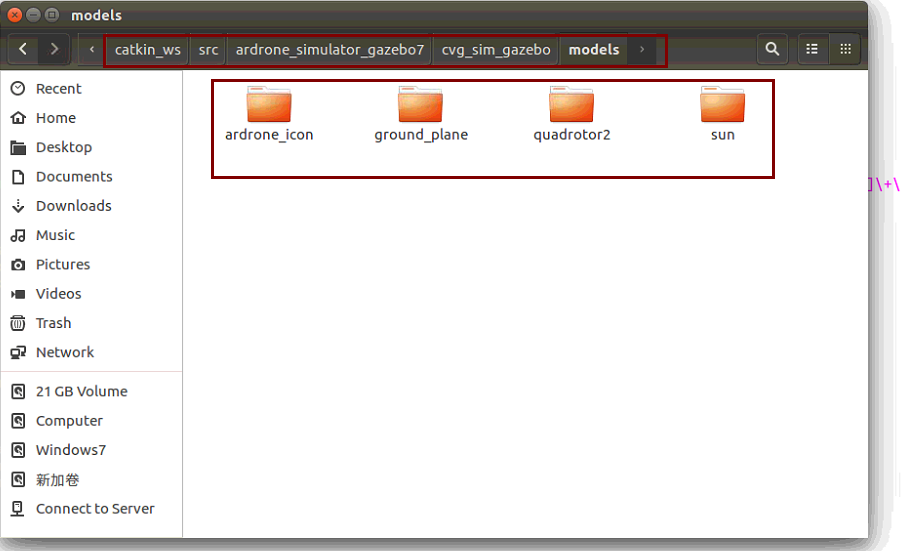 models
catkin_ws src ardrone_simulator_gazebo7 cvg_sim_gazebo models
Recent
Home
Desktop
Documents
Downloads
Music
Pictures
Videos
Trash
Network
21 GB Volume
Computer
Windows7
新加卷
Connect to Server
ardrone_icon ground_plane quadrotor2 sun
]\+\